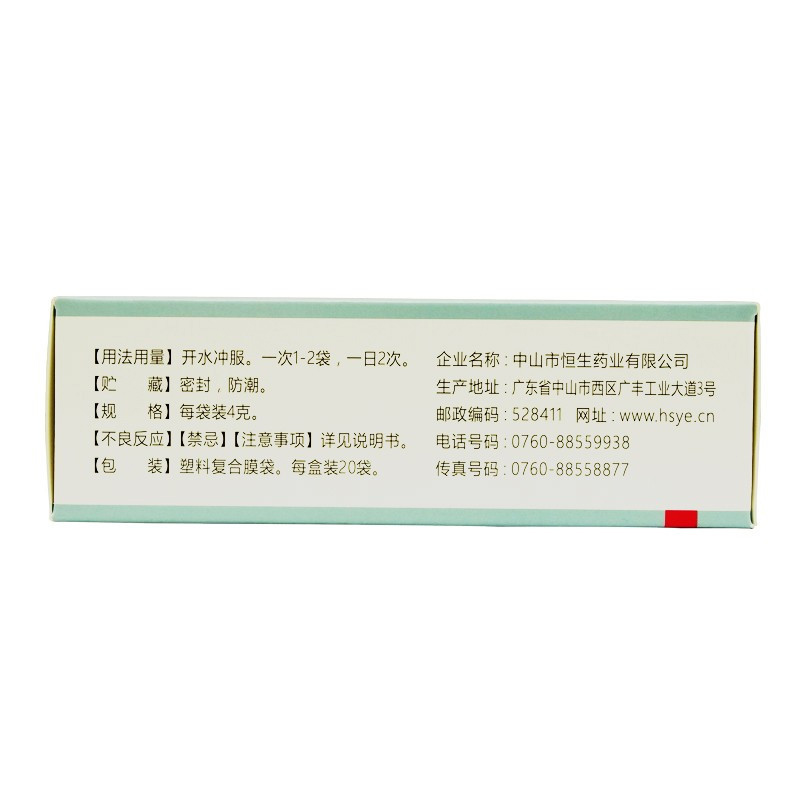 【用法用量】开水冲服。一次1-2袋，一日2次。
【贮 藏】密封，防潮。
【规 格】每袋装4克。
【不良反应】【禁忌】【注意事项】详见说明书。
【包 装】塑料复合膜袋。每盒装20袋。
企业名称：中山市恒生药业有限公司
生产地址：广东省中山市西区广丰工业大道3号
邮政编码：528411 网址：www.hsye.cn
电话号码：0760-88559938
传真号码：0760-88558877